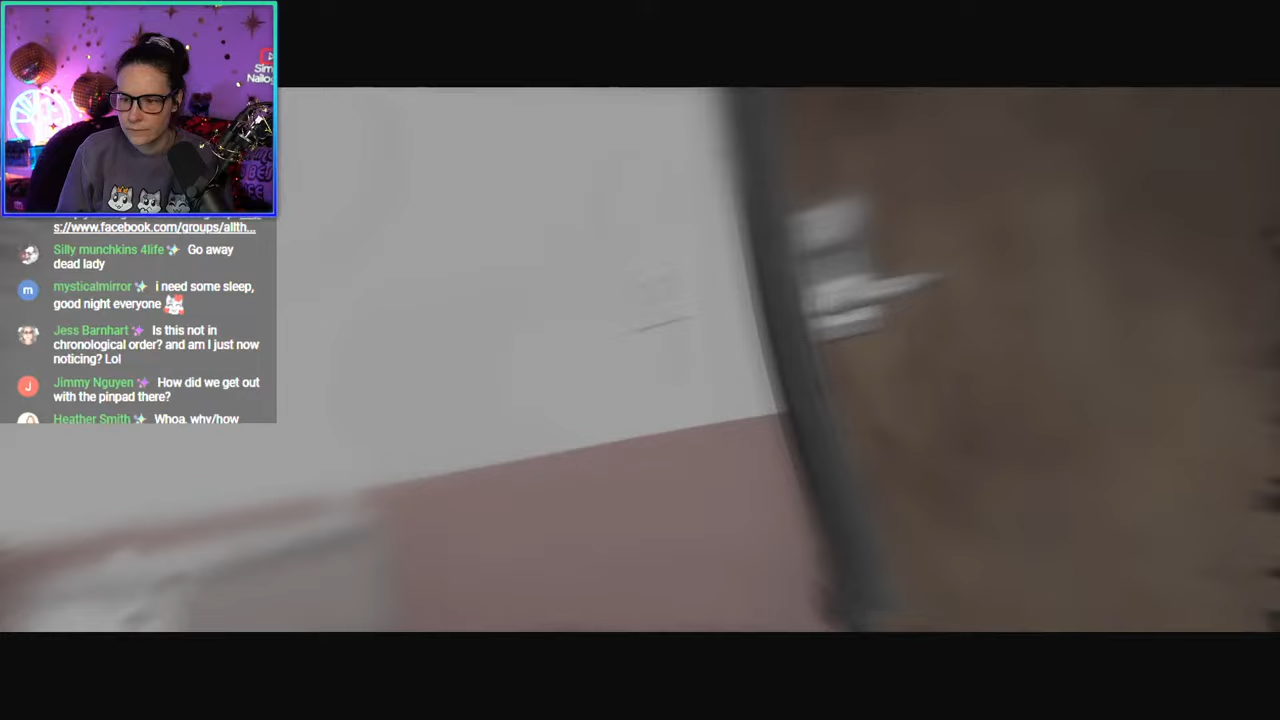 Sim
Nailog
s://www.facebook.com/groups/allth...
Silly munchkins 4life Go away
dead lady
mysticalmirror i need some sleep,
good night everyone
Jess Barnhart Is this not in
chronological order? and am I just now
noticing? Lol
m
J
Jimmy Nguyen How did we get out
with the pinpad there?
Heather Smith Whoa, why/how